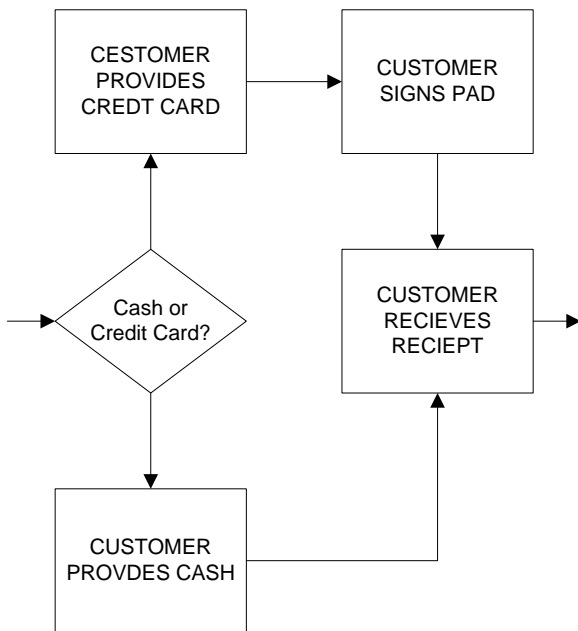 CESTOMER
PROVIDES
CREDT CARD
CUSTOMER
SIGNS PAD
Cash or
Credit Card?
CUSTOMER
RECIEVES
RECIEPT
CUSTOMER
PROVDES CASH